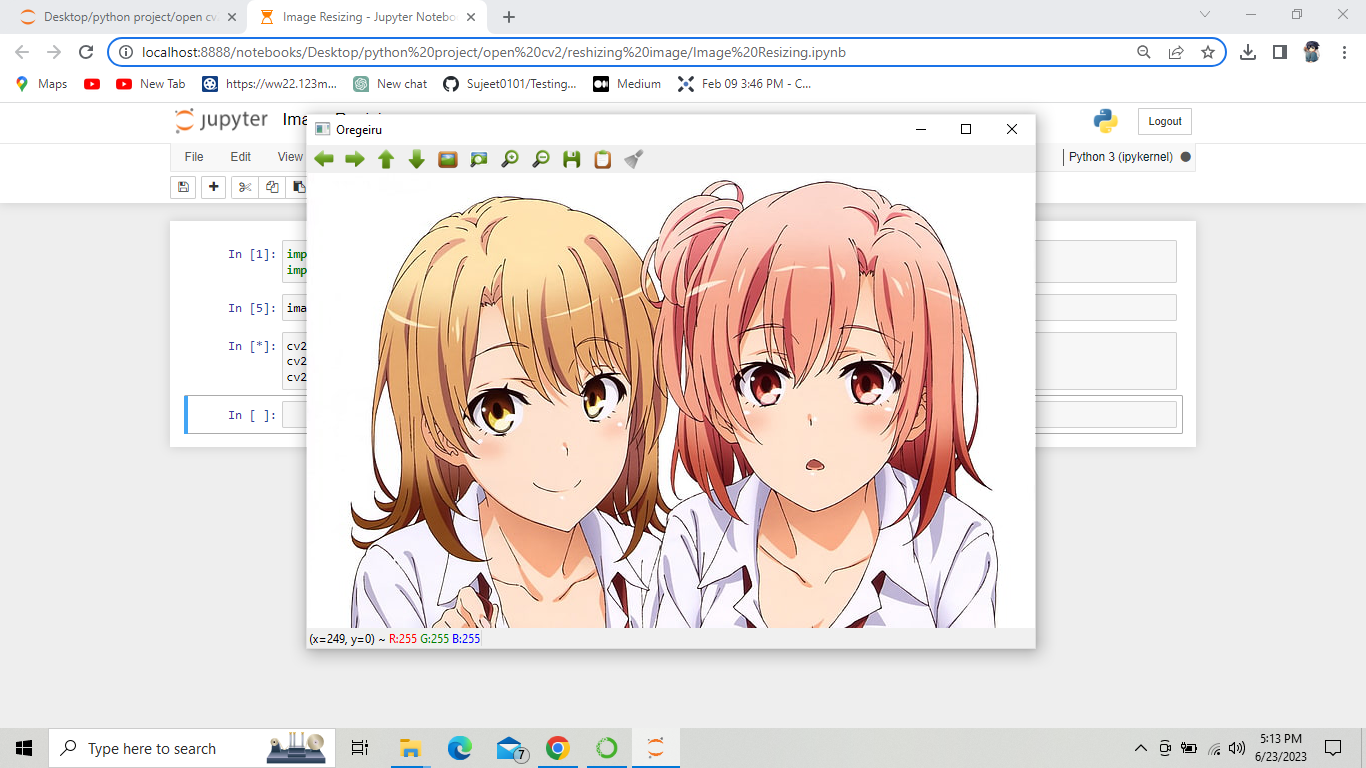 Desktop/python project/open cv
Image Resizing - Jupyter Notebo
localhost:8888/notebooks/Desktop/python%20project/open%20cv2/reshizing%20image/Image%20Resizing.ipynb
Maps
New Tab
https://ww22.123m...
New chat
Sujeet0101/Testing...
Medium
Feb 09 3:46 PM - C...
jupyter
Logout
Oregeiru
File
Edit
View
Python 3 (ipykernel)
In [1]:
imp
imp
In [5]:
ima
In [*]:
cv2
cv2
cv2
In [ ]:
(x=249, y=0) ~ R:255 G:255 B:255
Type here to search
7
5:13 PM
6/23/2023